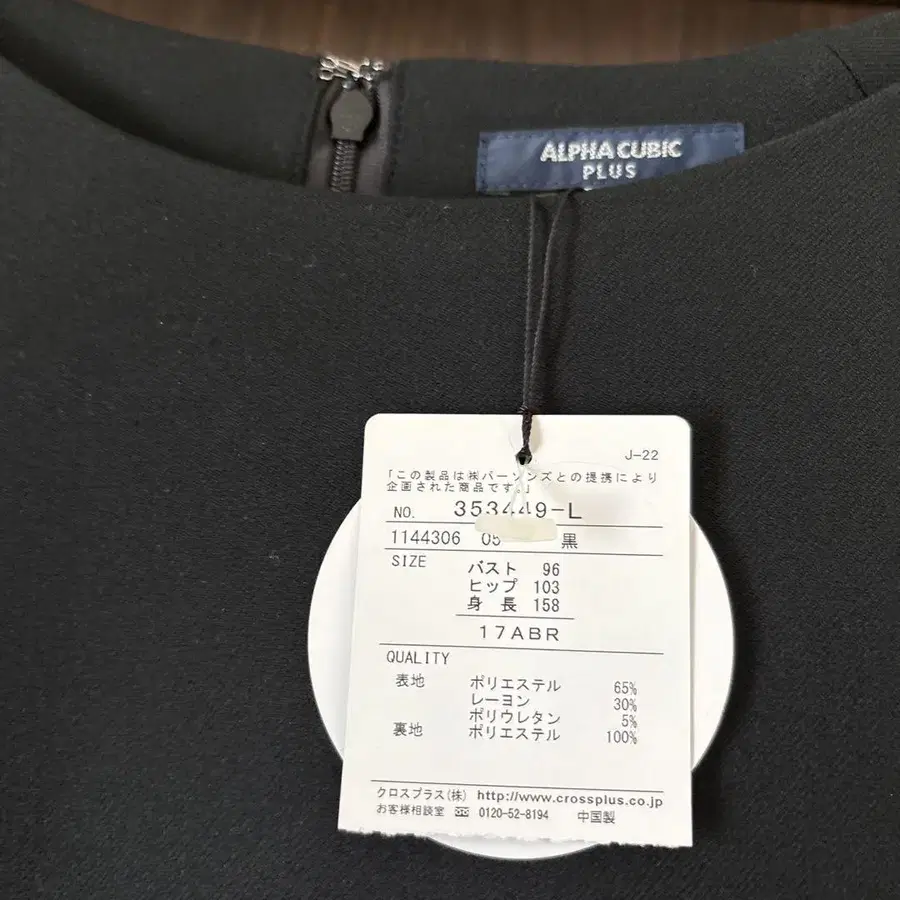 ALPHA CUBIC
PLUS
J-22
「この製品は㈱パーソンズとの提携により
企画された商品です。」
NO. 353449-L
1144306 05 黒
SIZE バスト 96
ヒップ 103
身長 158
17ABR
QUALITY
表地 ポリエステル 65%
レーヨン 30%
ポリウレタン 5%
裏地 ポリエステル 100%
クロスプラス(株) http://www.crossplus.co.jp
お客様相談室 ☏ 0120-52-8194 中国製